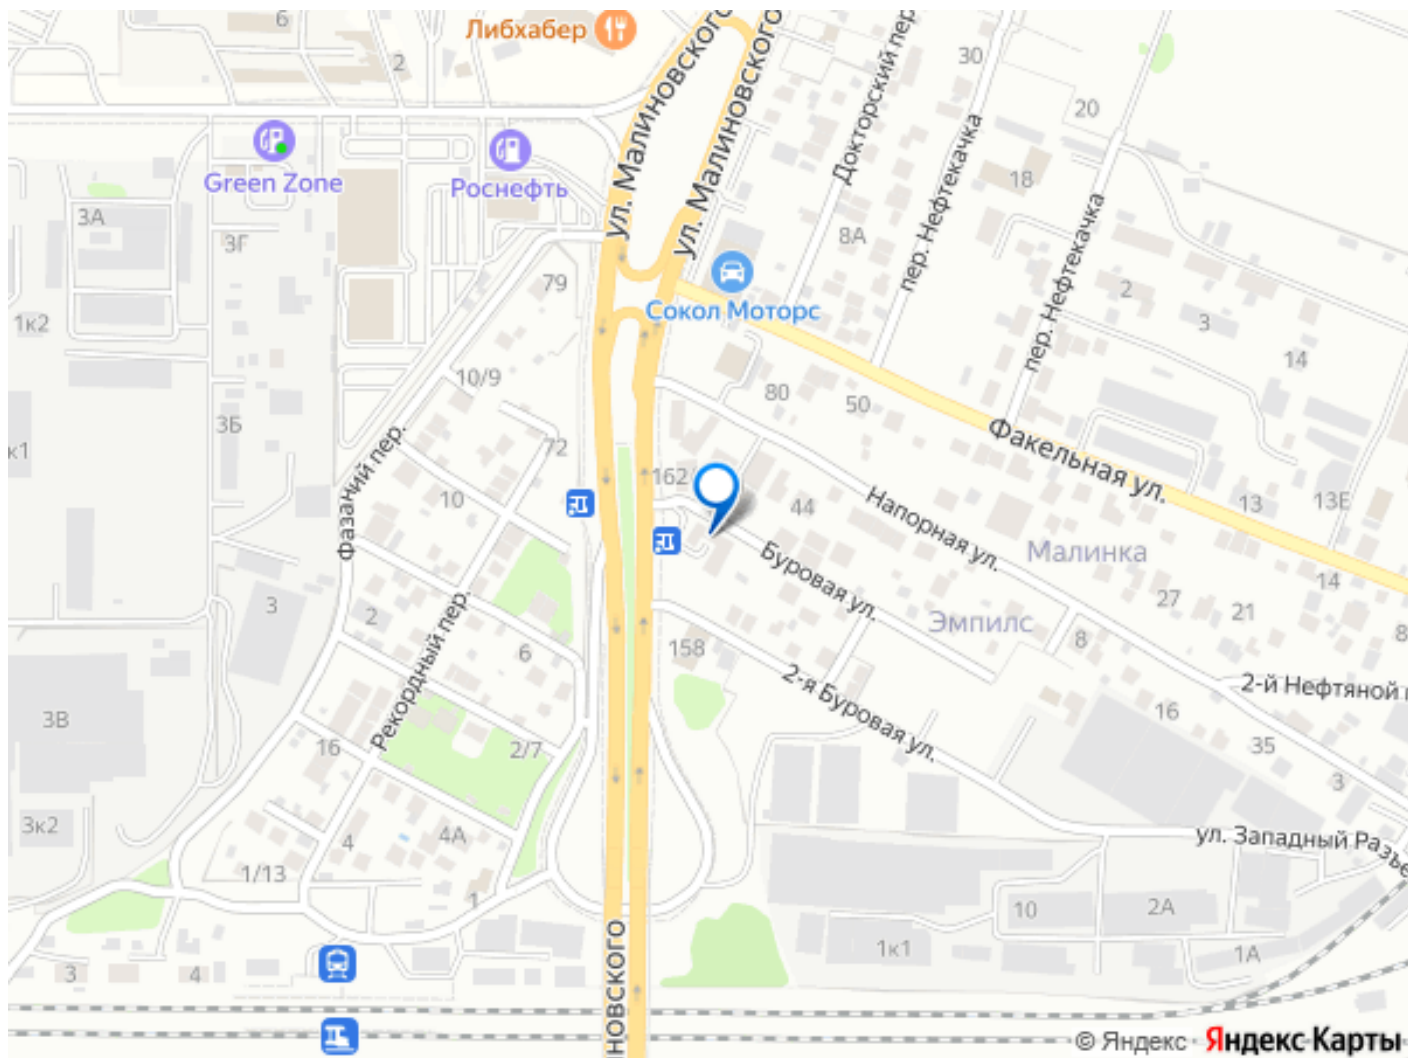 Либхабер
6
2
ул. Малиновского
ул. Малиновского
Докторский пер.
30
20
Green Zone
Роснефть
пер. Нефтекачка
18
3А
3Г
8А
пер. Нефтекачка
79
Сокол Моторс
2
3
14
1к2
10/9
80
50
3Б
к1
Фазаний пер.
72
Факельная ул.
162
10
44
Напорная ул.
13
13Е
Малинка
Буровая ул.
14
3
2
Рекордный пер.
27
21
Эмпилс
8
8
6
158
2-я Буровая ул.
2-й Нефтяной
3В
16
2/7
16
35
3
3к2
4
4А
ул. Западный Разъе
1/13
1
10
2А
1к1
1А
3
4
новского
© Яндекс Яндекс Карты